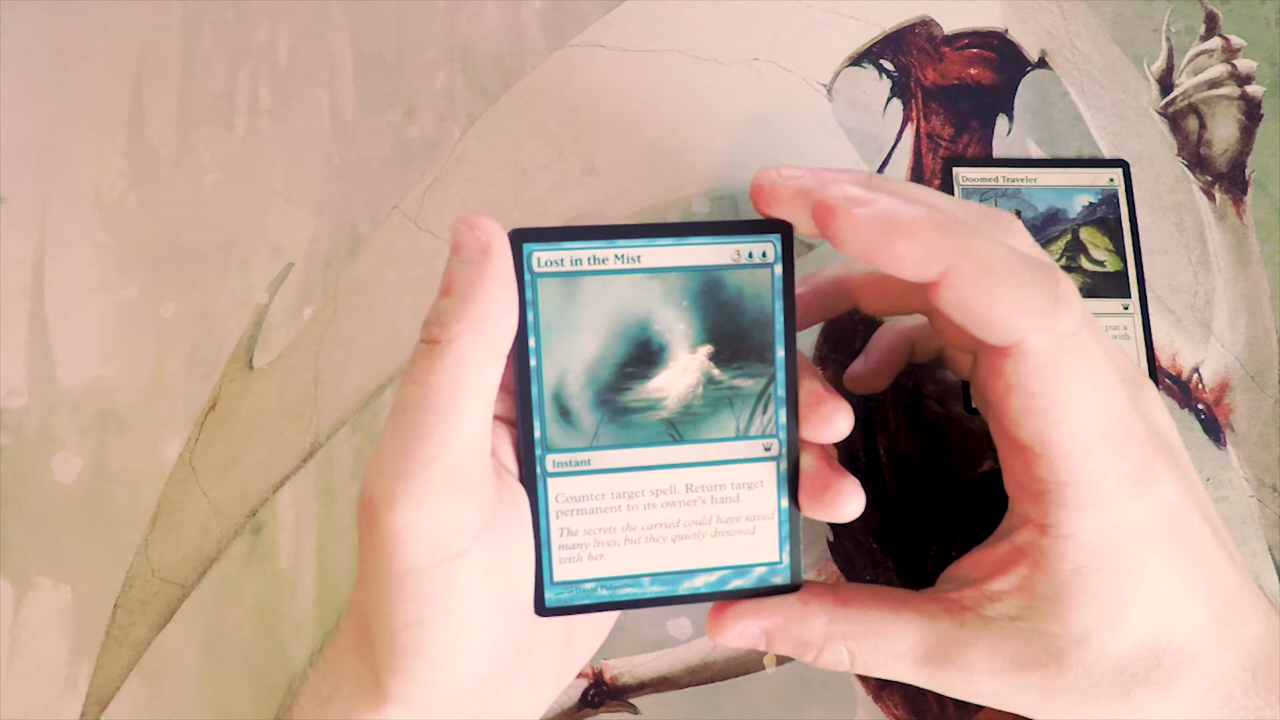 Lost in the Mist 3
Instant
Counter target spell. Return target
permanent to its owner's hand.
The secrets she carried could have saved
many lives, but they quietly drowned
with her.
Doomed Traveler
put a
with